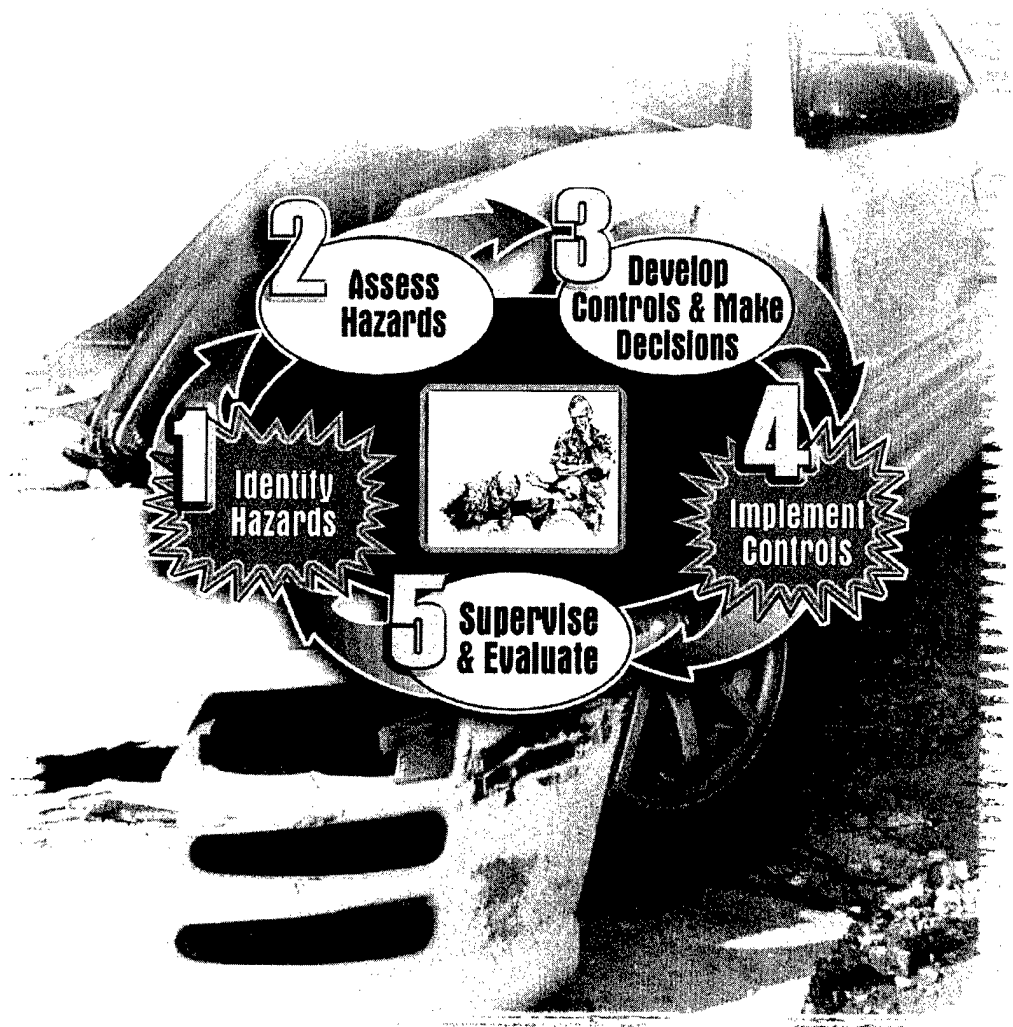 1
Identify
Hazards
2
Assess
Hazards
3
Develop
Controls & Make
Decisions
4
Implement
Controls
5
Supervise
& Evaluate